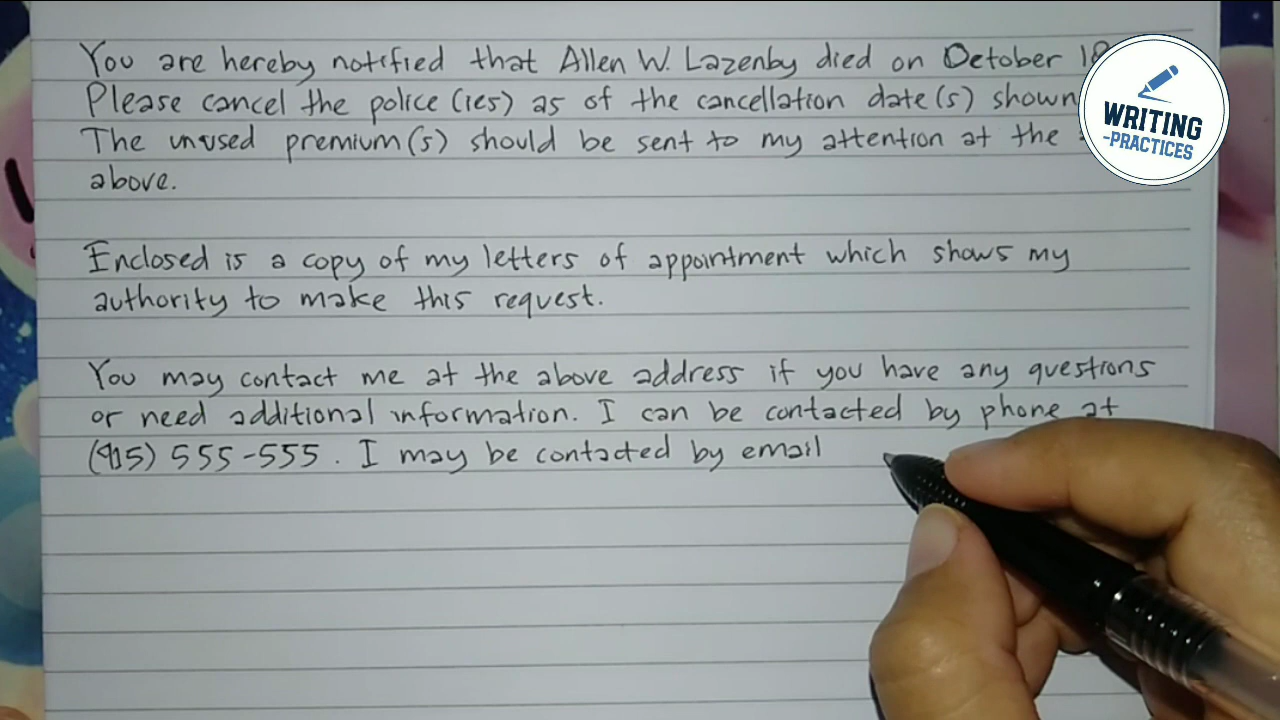 You are hereby notified that Allen W. Lazenby died on October 18
Please cancel the police (ies) as of the cancellation date(s) shown
The unused premium(s) should be sent to my attention at the
above.
Enclosed is a copy of my letters of appointment which shows my
authority to make this request.
You may contact me at the above address if you have any questions
or need additional information. I can be contacted by phone at
(415) 555-555. I may be contacted by email
WRITING
-PRACTICES